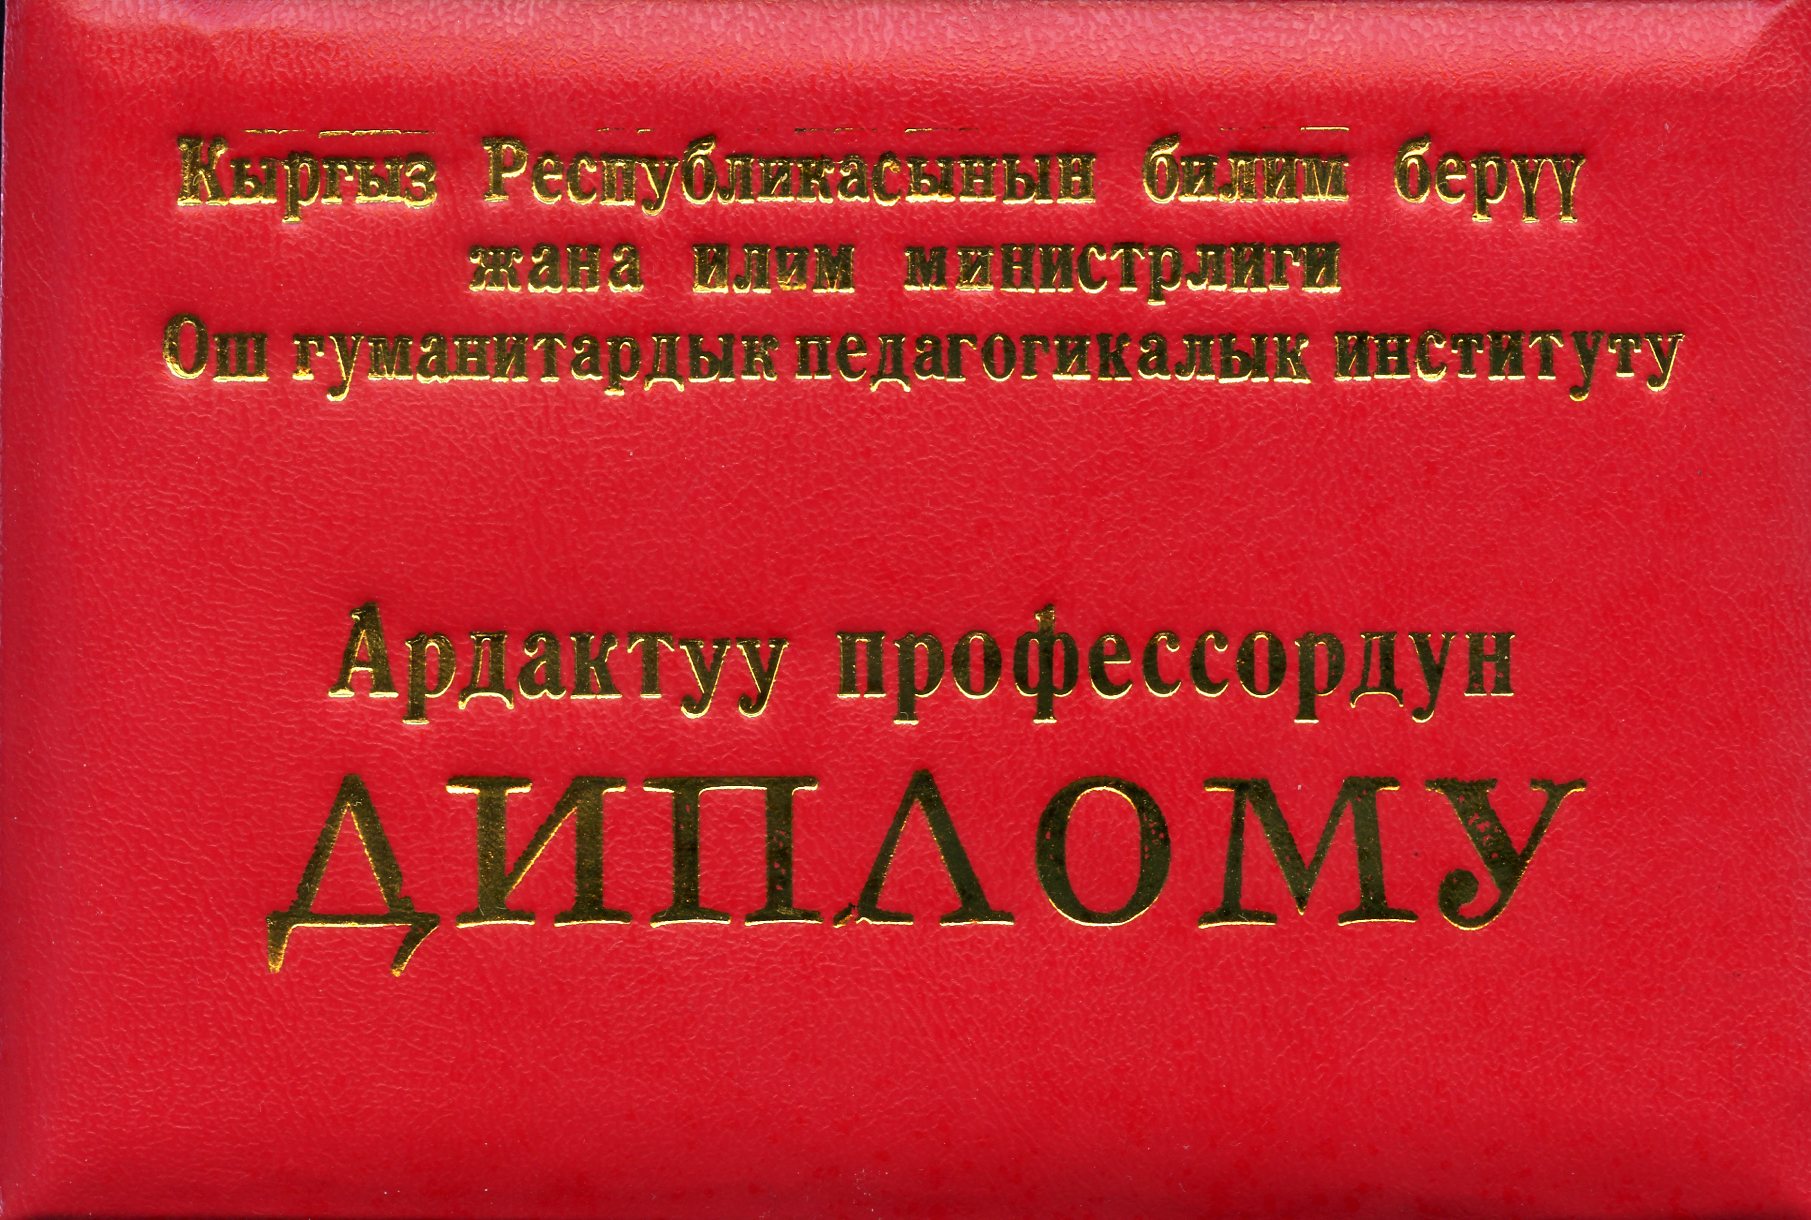 Кыргыз Республикасынын билим берүү
жана илим министрлиги
Ош гуманитардык педагогикалык институту
Ардактуу профессордун
ДИПЛОМУ